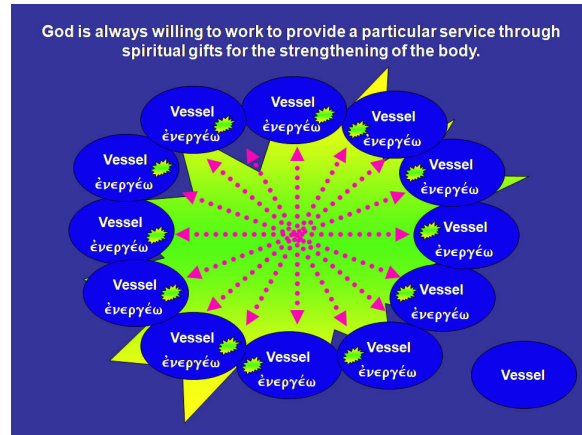 God is always willing to work to provide a particular service through
spiritual gifts for the strengthening of the body.
Vessel
ἐνεργέω
Vessel
ἐνεργέω
Vessel
ἐνεργέω
Vessel
ἐνεργέω
Vessel
ἐνεργέω
Vessel
ἐνεργέω
Vessel
ἐνεργέω
Vessel
ἐνεργέω
Vessel
ἐνεργέω
Vessel
ἐνεργέω
Vessel
ἐνεργέω
Vessel
ἐνεργέω
Vessel